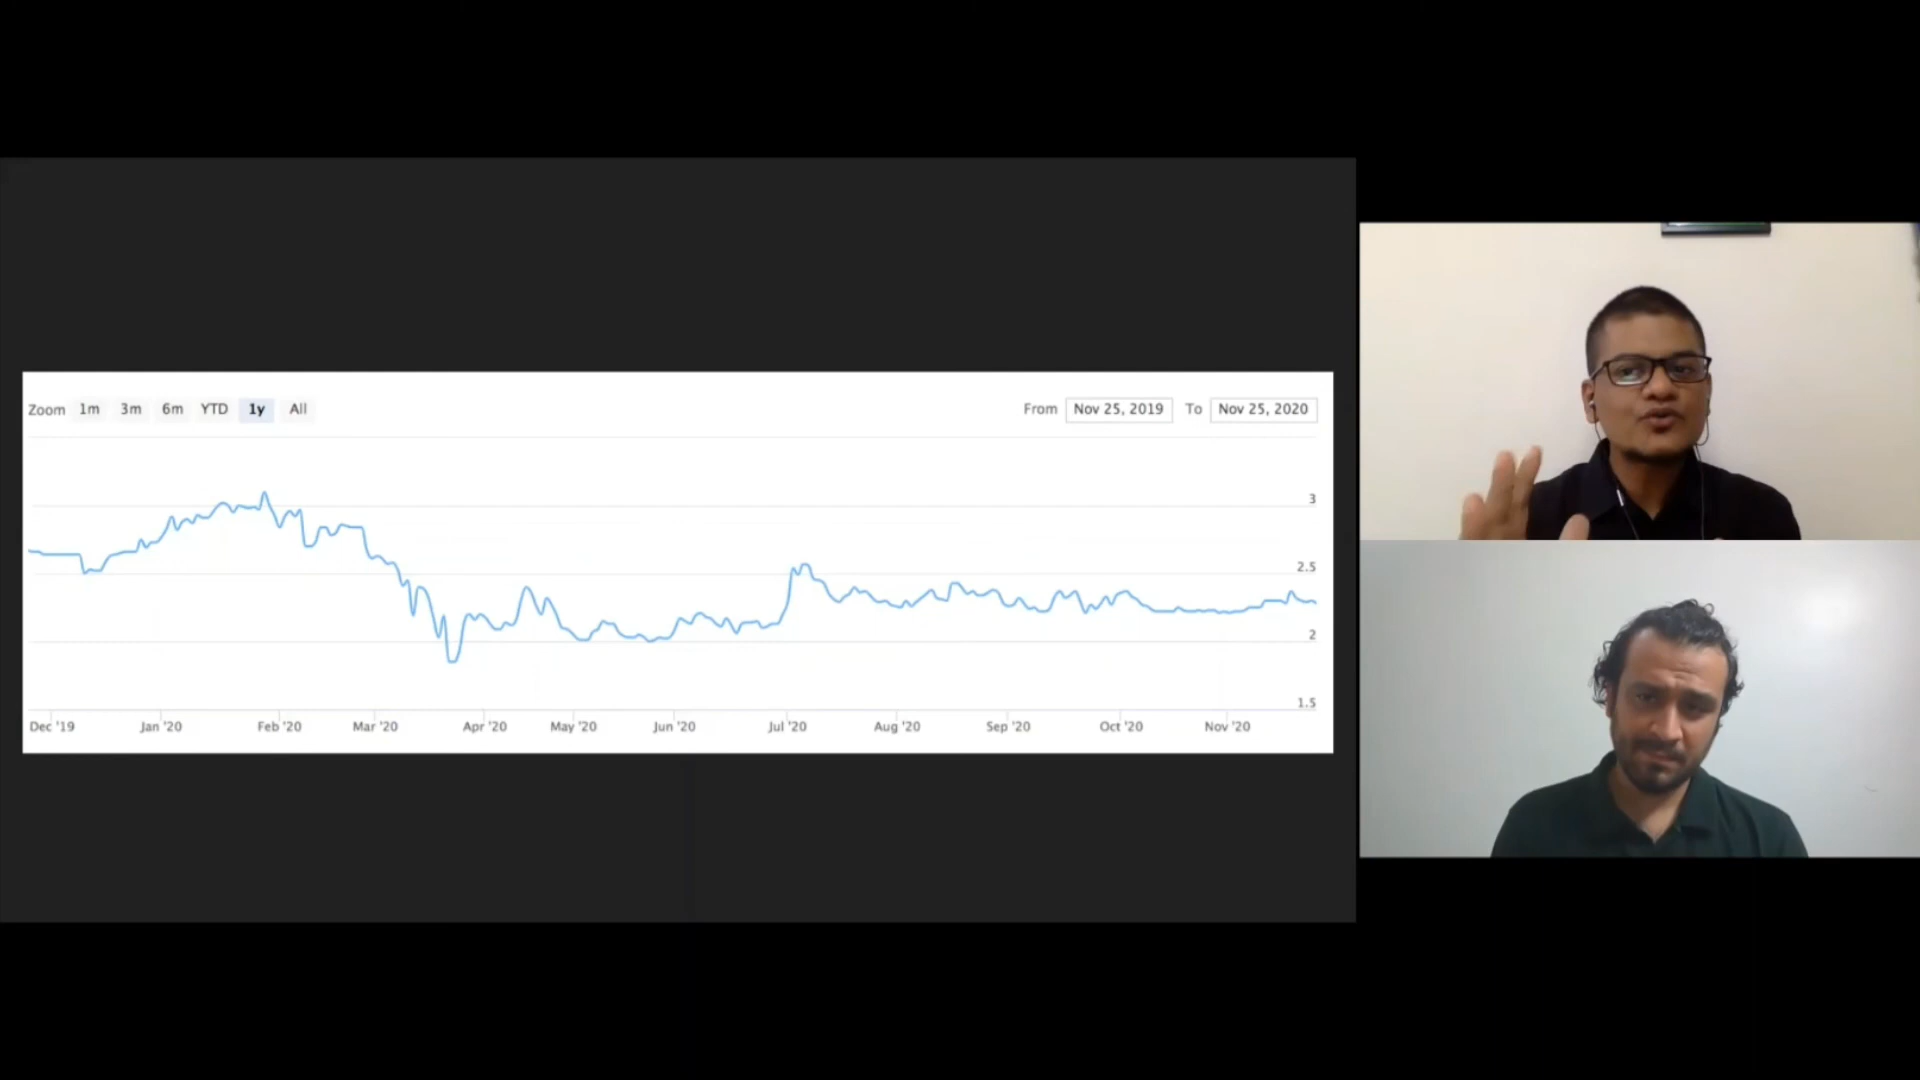 Zoom 1m 3m 6m YTD 1y All From Nov 25, 2019 To Nov 25, 2020
3
2.5
2
1.5
Dec '19 Jan '20 Feb '20 Mar '20 Apr '20 May '20 Jun '20 Jul '20 Aug '20 Sep '20 Oct '20 Nov '20